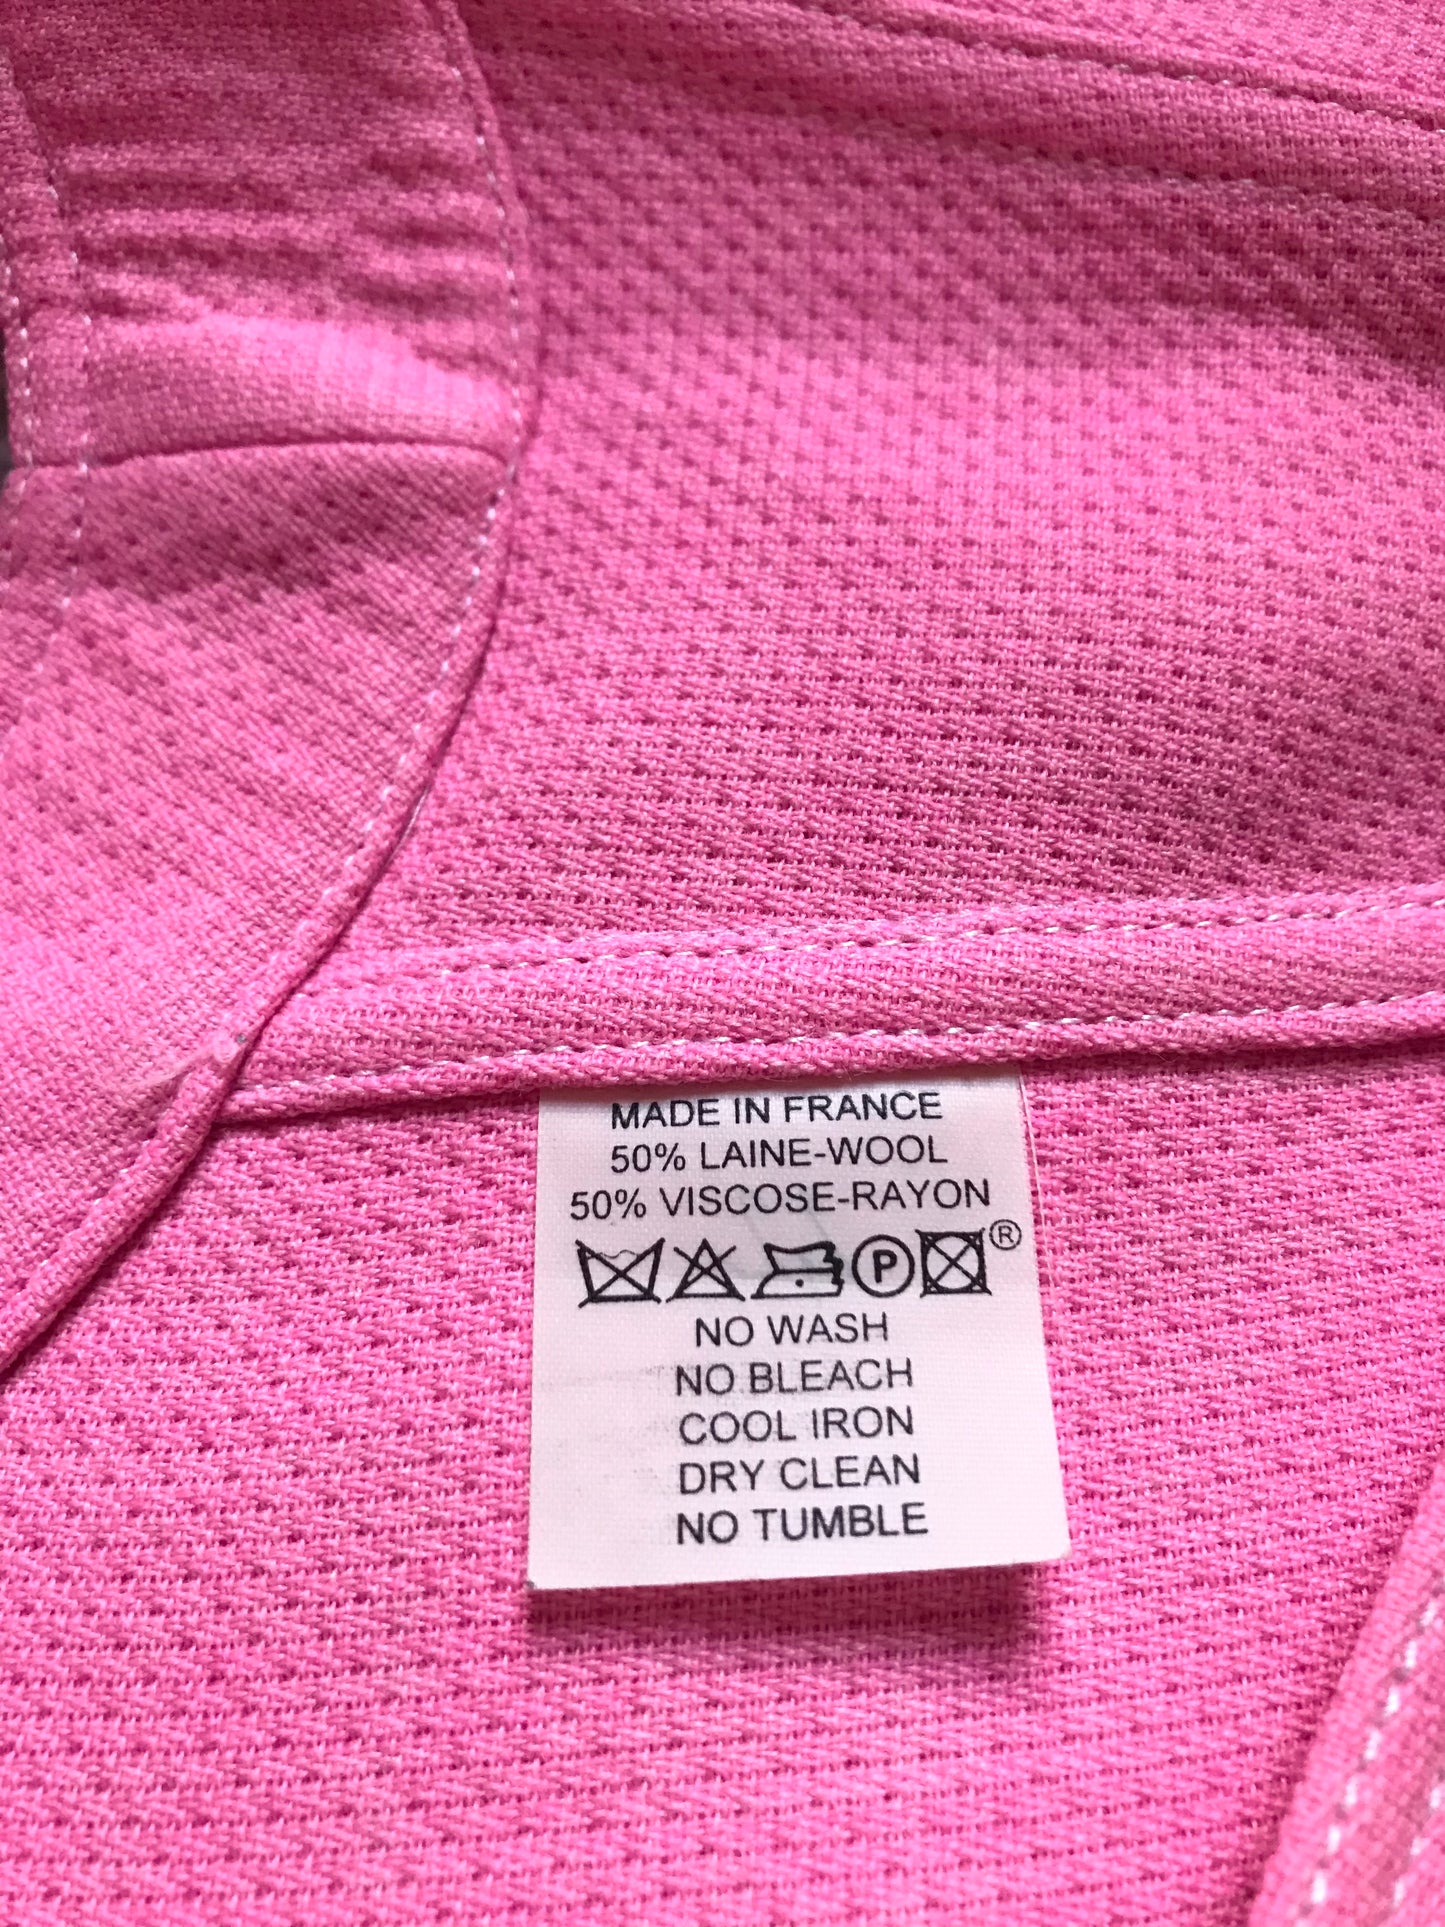 MADE IN FRANCE
50% LAINE-WOOL
50% VISCOSE-RAYON
P ®
NO WASH
NO BLEACH
COOL IRON
DRY CLEAN
NO TUMBLE